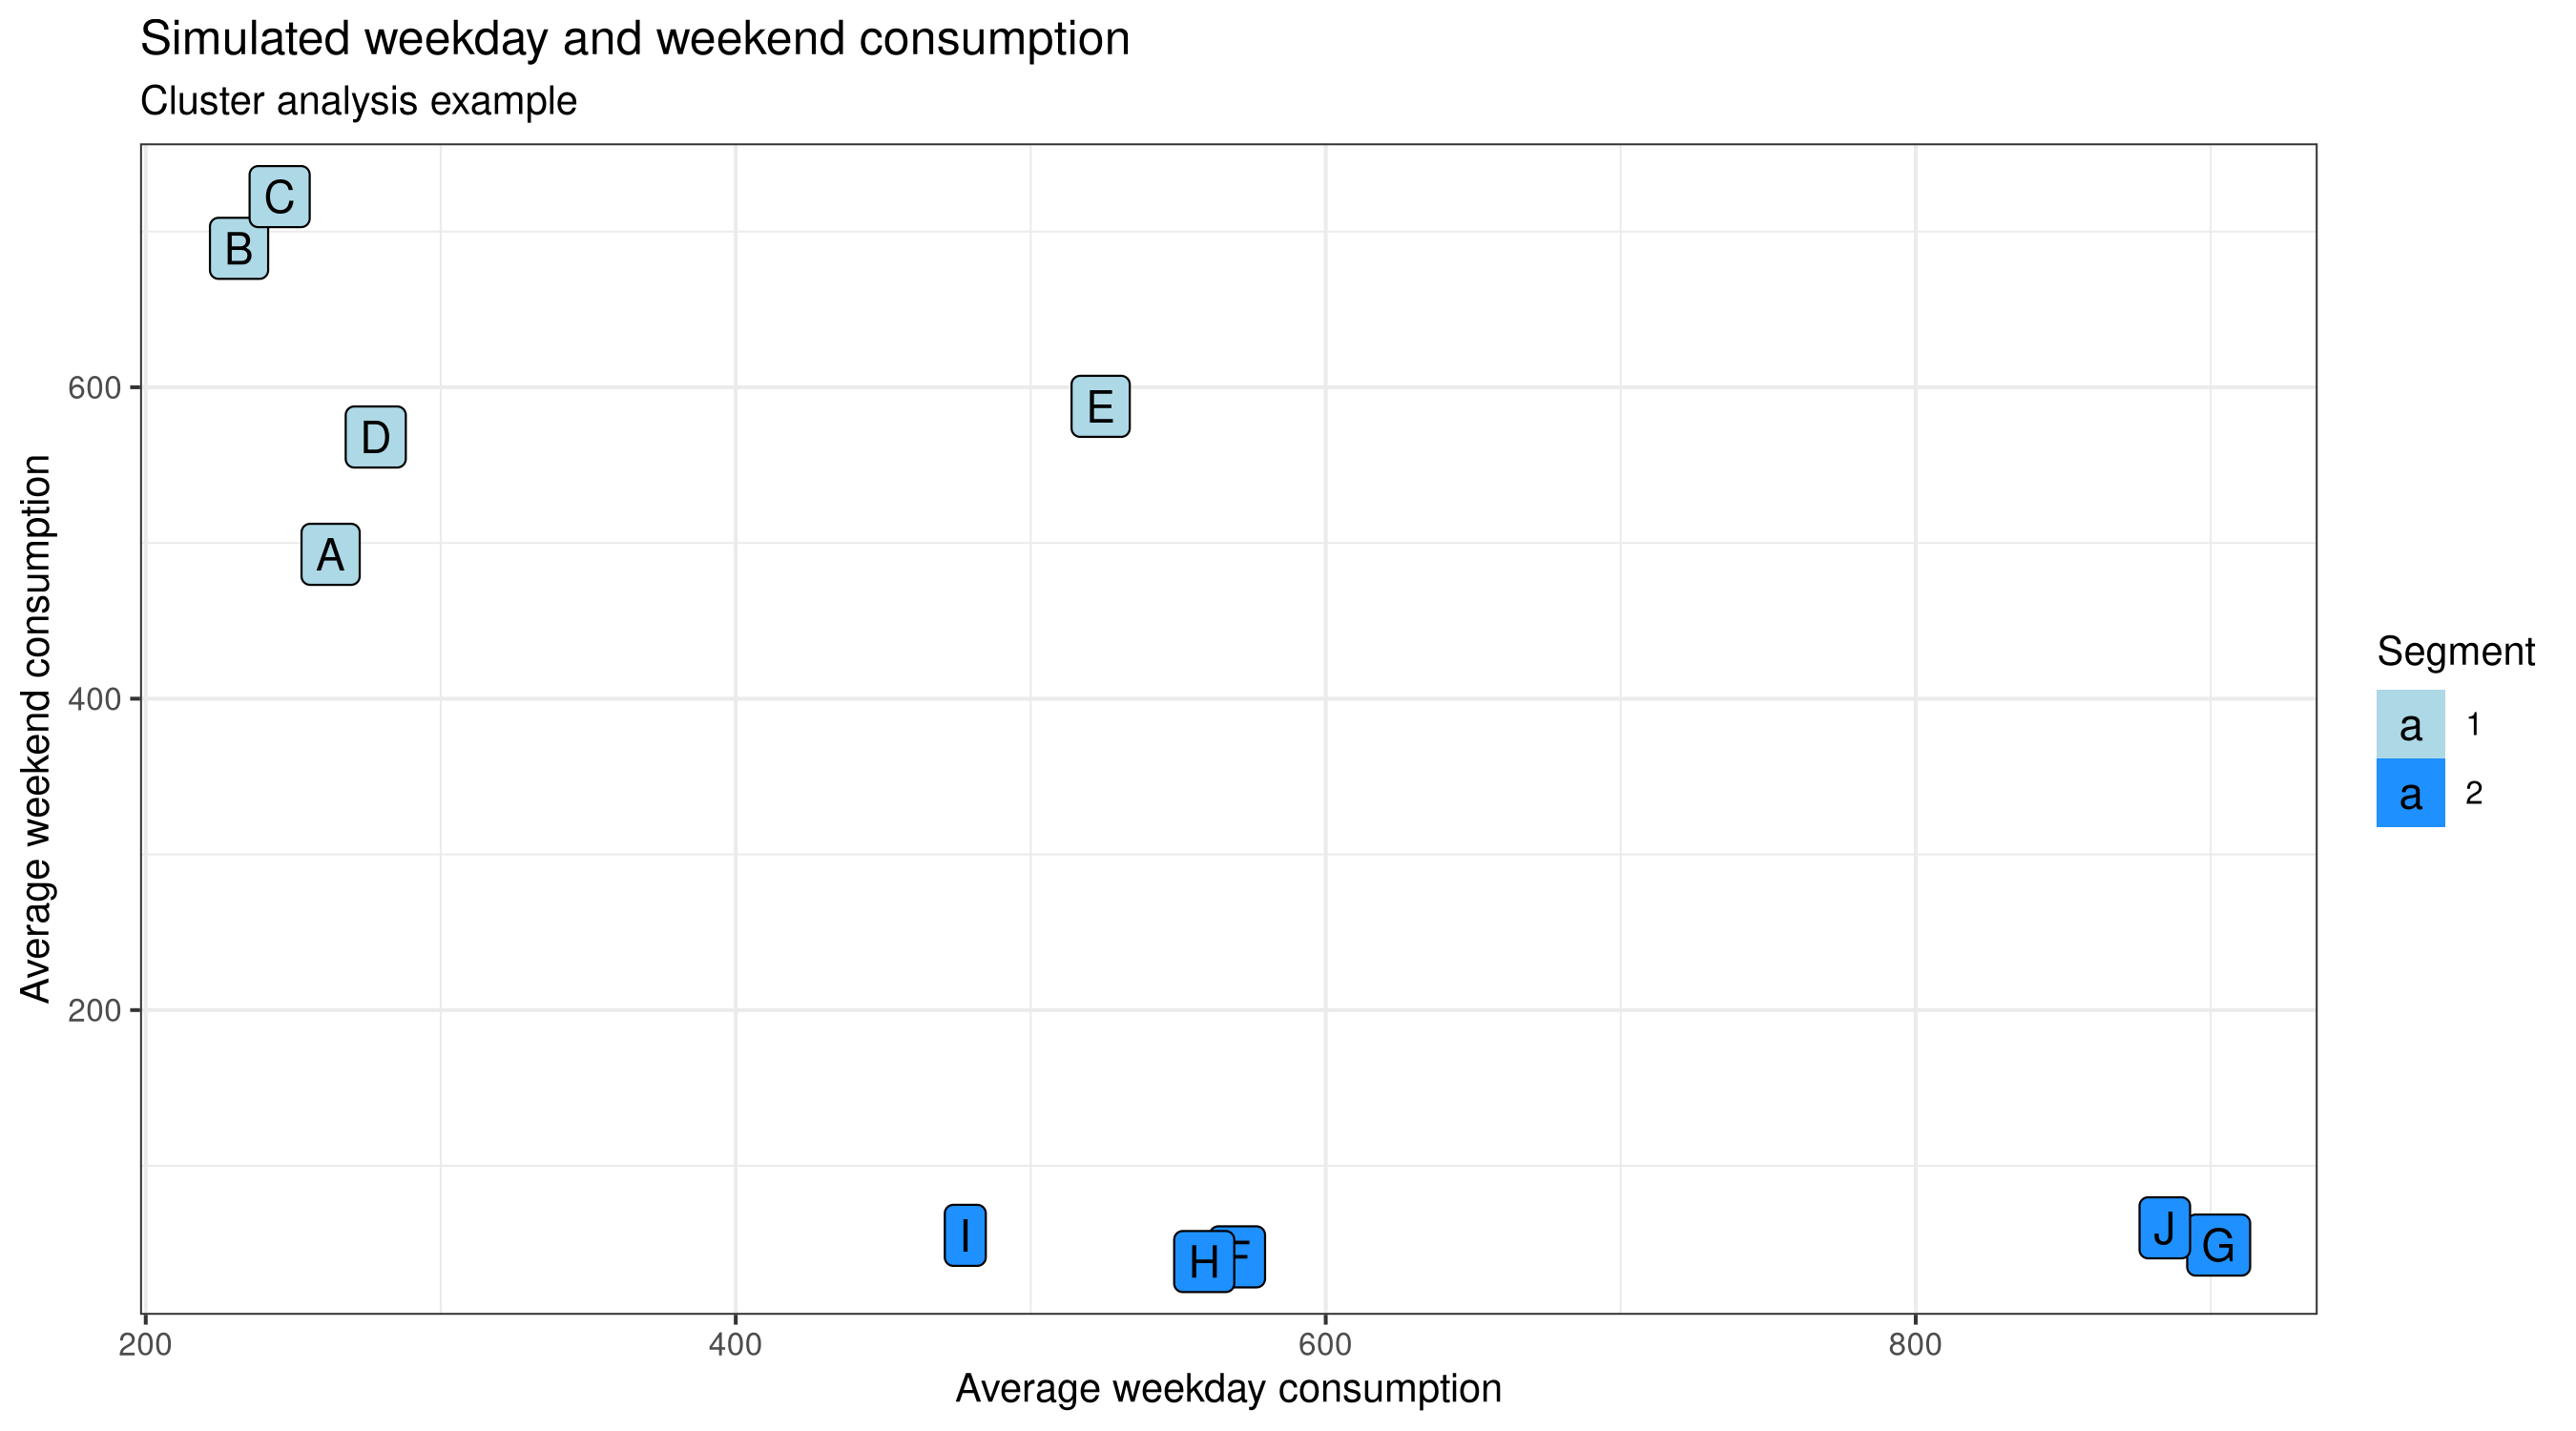 Simulated weekday and weekend consumption
Cluster analysis example
C
B
600
E
D
A
Average weekend consumption
400
200
I
H
F
J
G
200
400
600
800
Average weekday consumption
Segment
a 1
a 2